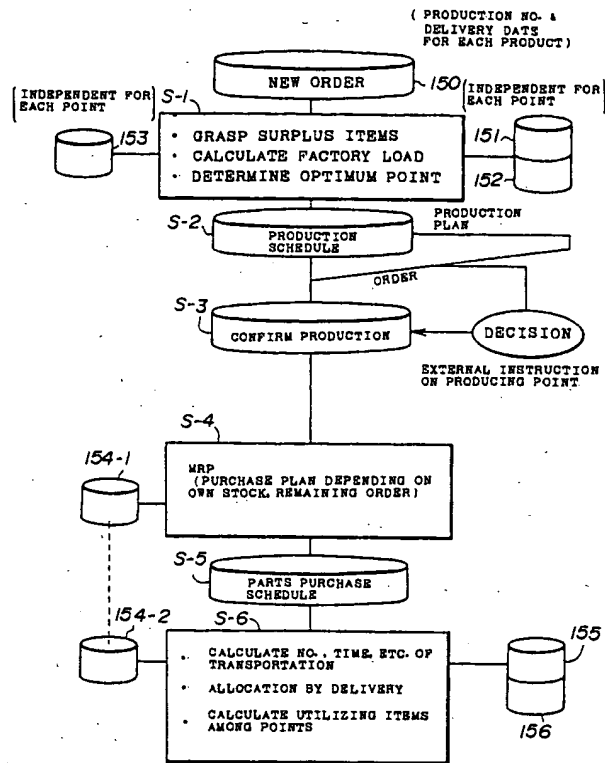 ( PRODUCTION NO. &
DELIVERY DATS
FOR EACH PRODUCT )
NEW ORDER
150
[INDEPENDENT FOR
EACH POINT]
S-1
[INDEPENDENT FOR
EACH POINT]
153
• GRASP SURPLUS ITEMS
• CALCULATE FACTORY LOAD
• DETERMINE OPTIMUM POINT
151
152
S-2
PRODUCTION
SCHEDULE
PRODUCTION
PLAN
ORDER
S-3
CONFIRM PRODUCTION
DECISION
EXTERNAL INSTRUCTION
ON PRODUCING POINT
S-4
154-1
MRP
(PURCHASE PLAN DEPENDING ON
OWN STOCK, REMAINING ORDER)
S-5
PARTS PURCHASE
SCHEDULE
154-2
S-6
• CALCULATE NO., TIME, ETC. OF
TRANSPORTATION
• ALLOCATION BY DELIVERY
• CALCULATE UTILIZING ITEMS
AMONG POINTS
155
156